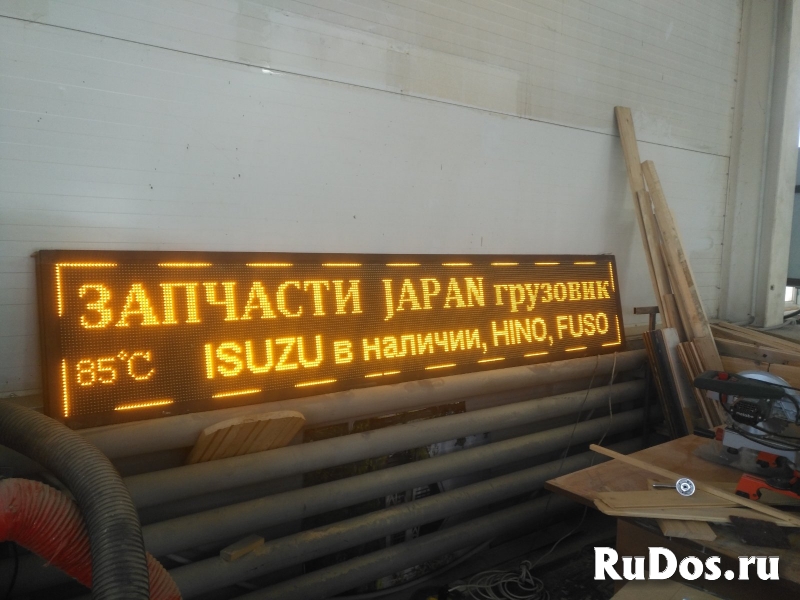 ЗАПЧАСТИ JAPAN грузовик
85°C ISUZU в наличии, HINO, FUSO
RuDos.ru